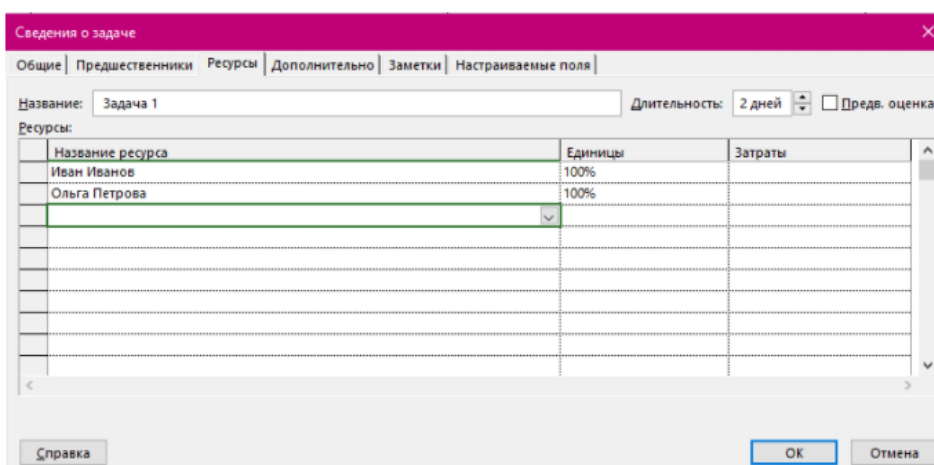 Сведения о задаче
Общие Предшественники Ресурсы Дополнительно Заметки Настраиваемые поля
Название: Задача 1 Длительность: 2 дней Предв. оценка
Ресурсы:
Название ресурса Единицы Затраты
Иван Иванов 100%
Ольга Петрова 100%
Справка ОК Отмена